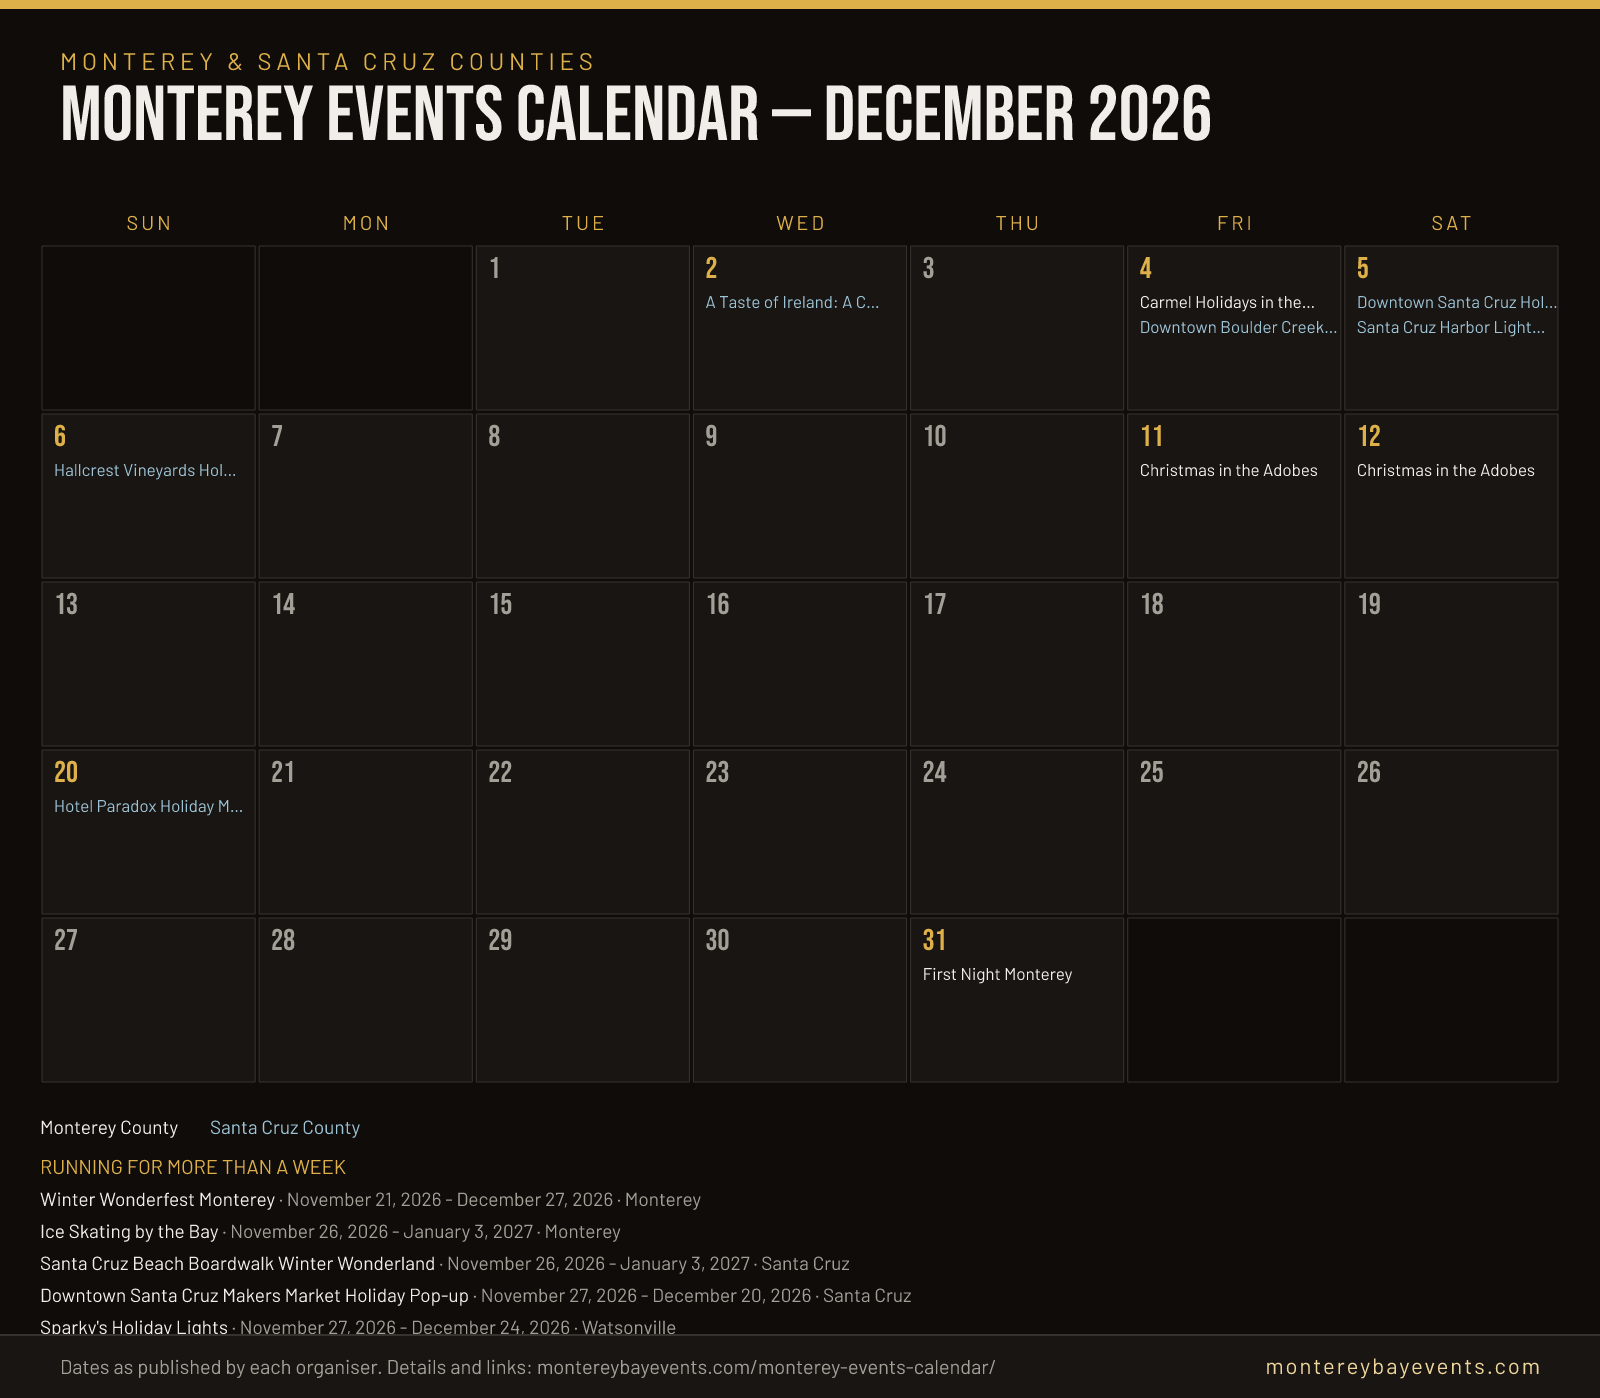 MONTEREY & SANTA CRUZ COUNTIES
MONTEREY EVENTS CALENDAR — DECEMBER 2026
SUN MON TUE WED THU FRI SAT
1 2 3 4 5
A Taste of Ireland: A C... Carmel Holidays in the... Downtown Santa Cruz Hol...
Downtown Boulder Creek... Santa Cruz Harbor Light...
6 7 8 9 10 11 12
Hallcrest Vineyards Hol... Christmas in the Adobes Christmas in the Adobes
13 14 15 16 17 18 19
20 21 22 23 24 25 26
Hotel Paradox Holiday M...
27 28 29 30 31
First Night Monterey
Monterey County Santa Cruz County
RUNNING FOR MORE THAN A WEEK
Winter Wonderfest Monterey · November 21, 2026 - December 27, 2026 · Monterey
Ice Skating by the Bay · November 26, 2026 - January 3, 2027 · Monterey
Santa Cruz Beach Boardwalk Winter Wonderland · November 26, 2026 - January 3, 2027 · Santa Cruz
Downtown Santa Cruz Makers Market Holiday Pop-up · November 27, 2026 - December 20, 2026 · Santa Cruz
Sparky's Holiday Lights · November 27, 2026 - December 24, 2026 · Watsonville
Dates as published by each organiser. Details and links: montereybayevents.com/monterey-events-calendar/
montereybayevents.com